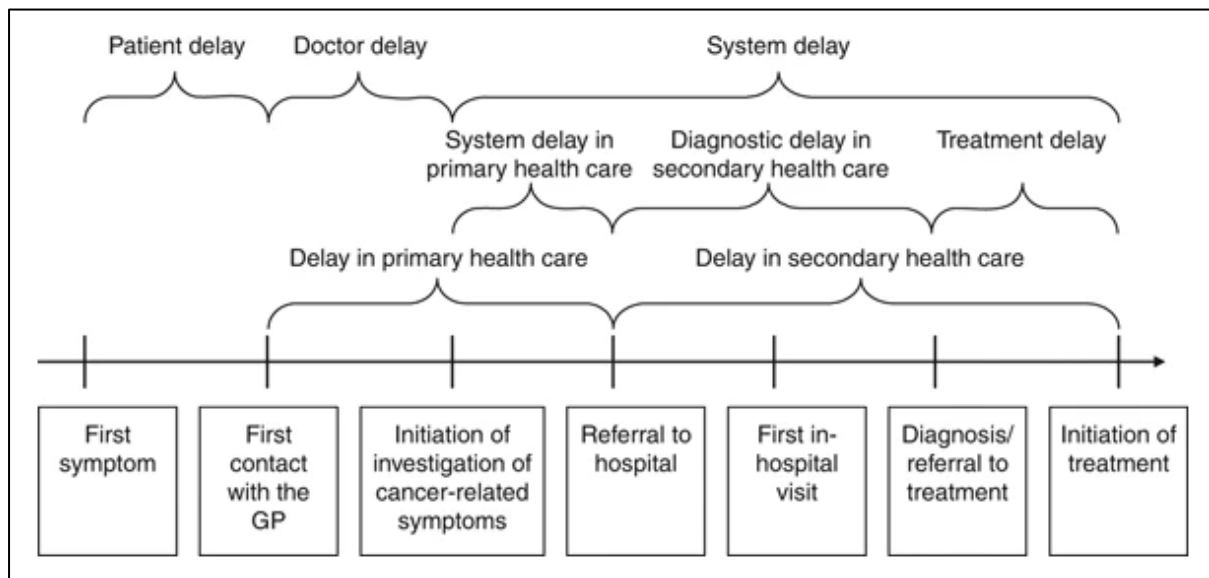 Patient delay
Doctor delay
System delay
System delay in
primary health care
Diagnostic delay in
secondary health care
Treatment delay
Delay in primary health care
Delay in secondary health care
First
symptom
First
contact
with the
GP
Initiation of
investigation of
cancer-related
symptoms
Referral to
hospital
First in-
hospital
visit
Diagnosis/
referral to
treatment
Initiation of
treatment